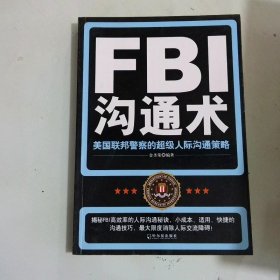 FBI
沟通术
美国联邦警察的超级人际沟通策略
揭秘FBI高效率的人际沟通秘诀,小成本、适用、快捷的
沟通技巧,最大限度消除人际交流障碍!